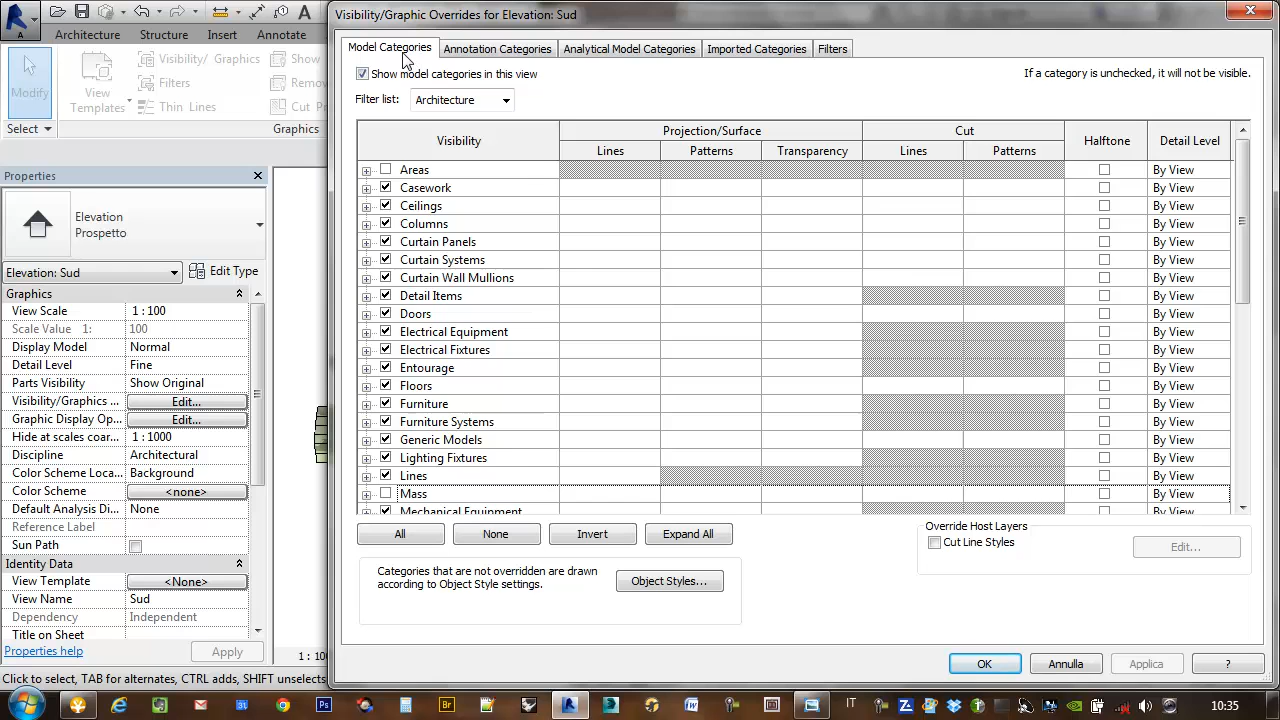 Visibility/Graphic Overrides for Elevation: Sud
A
Architecture
Structure
Insert
Annotate
Modify
Select
View
Templates
Visibility/ Graphics
Filters
Thin Lines
Show
Remov
Cut P
Graphics
Properties
Elevation
Prospetto
Elevation: Sud
Edit Type
Graphics
View Scale 1 : 100
Scale Value 1: 100
Display Model Normal
Detail Level Fine
Parts Visibility Show Original
Visibility/Graphics ... Edit...
Graphic Display Op... Edit...
Hide at scales coar... 1 : 1000
Discipline Architectural
Color Scheme Loca... Background
Color Scheme <none>
Default Analysis Di... None
Reference Label
Sun Path
Identity Data
View Template <None>
View Name Sud
Dependency Independent
Title on Sheet
Properties help
Apply
1 : 100
Click to select, TAB for alternates, CTRL adds, SHIFT unselects
Model Categories
Annotation Categories
Analytical Model Categories
Imported Categories
Filters
Show model categories in this view
If a category is unchecked, it will not be visible.
Filter list: Architecture
Visibility
Projection/Surface
Cut
Halftone
Detail Level
Lines
Patterns
Transparency
Lines
Patterns
Areas By View
Casework By View
Ceilings By View
Columns By View
Curtain Panels By View
Curtain Systems By View
Curtain Wall Mullions By View
Detail Items By View
Doors By View
Electrical Equipment By View
Electrical Fixtures By View
Entourage By View
Floors By View
Furniture By View
Furniture Systems By View
Generic Models By View
Lighting Fixtures By View
Lines By View
Mass By View
Mechanical Equipment By View
All
None
Invert
Expand All
Override Host Layers
Cut Line Styles
Edit...
Categories that are not overridden are drawn
according to Object Style settings.
Object Styles...
OK
Annulla
Applica
?
Ps
Br
IT
10:35